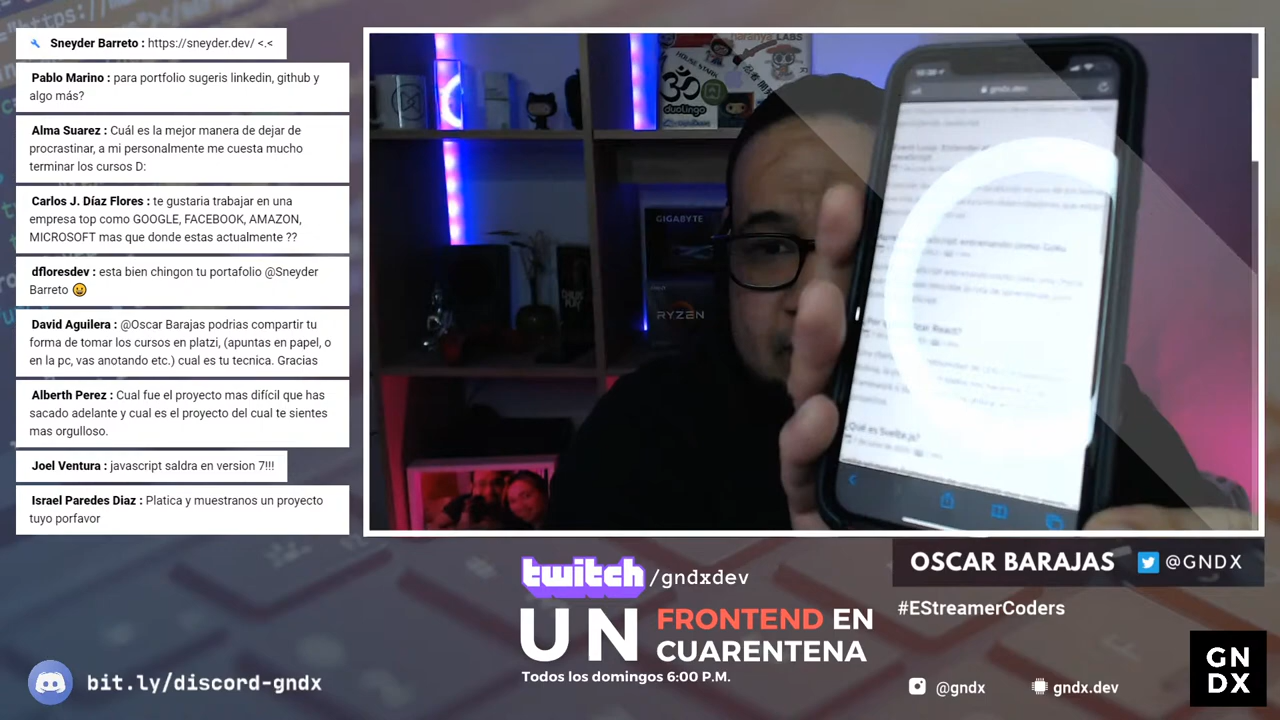 Sneyder Barreto : https://sneyder.dev/ <.<
Pablo Marino : para portfolio sugeris linkedin, github y
algo más?
Alma Suarez : Cuál es la mejor manera de dejar de
procrastinar, a mi personalmente me cuesta mucho
terminar los cursos D:
Carlos J. Díaz Flores : te gustaria trabajar en una
empresa top como GOOGLE, FACEBOOK, AMAZON,
MICROSOFT mas que donde estas actualmente ??
dfloresdev : esta bien chingon tu portafolio @Sneyder
Barreto
David Aguilera : @Oscar Barajas podrias compartir tu
forma de tomar los cursos en platzi, (apuntas en papel, o
en la pc, vas anotando etc.) cual es tu tecnica. Gracias
Alberth Perez : Cual fue el proyecto mas difícil que has
sacado adelante y cual es el proyecto del cual te sientes
mas orgulloso.
Joel Ventura : javascript saldra en version 7!!!
Israel Paredes Diaz : Platica y muestranos un proyecto
tuyo porfavor
LABS
duolingo
GIGABYTE
RYZEN
gndx.dev
¿Qué es Svelte.js?
OSCAR BARAJAS @GNDX
#EStreamerCoders
twitch/gndxdev
UN FRONTEND EN
CUARENTENA
Todos los domingos 6:00 P.M.
bit.ly/discord-gndx
@gndx
gndx.dev
GN
DX